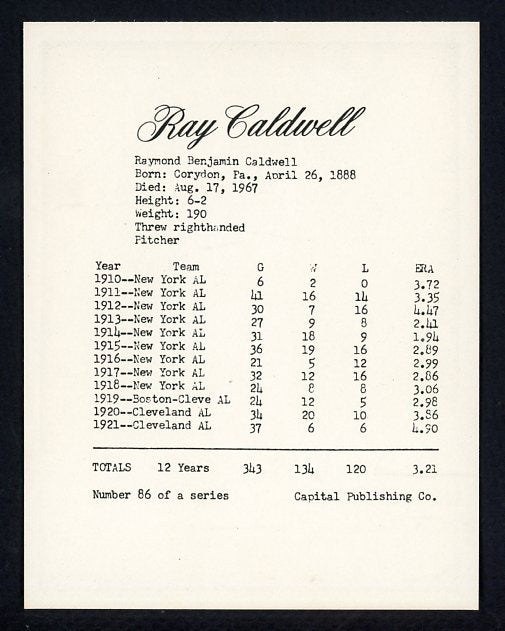 Ray Caldwell
Raymond Benjamin Caldwell
Born: Corydon, Pa., April 26, 1888
Died: Aug. 17, 1967
Height: 6-2
Weight: 190
Threw righthanded
Pitcher
Year Team G W L ERA
1910--New York AL 6 2 0 3.72
1911--New York AL 41 16 14 3.35
1912--New York AL 30 7 16 4.47
1913--New York AL 27 9 8 2.41
1914--New York AL 31 18 9 1.94
1915--New York AL 36 19 16 2.89
1916--New York AL 21 5 12 2.99
1917--New York AL 32 12 16 2.86
1918--New York AL 24 8 8 3.06
1919--Boston-Cleve AL 24 12 5 2.98
1920--Cleveland AL 34 20 10 3.86
1921--Cleveland AL 37 6 6 4.90
TOTALS 12 Years 343 134 120 3.21
Number 86 of a series Capital Publishing Co.